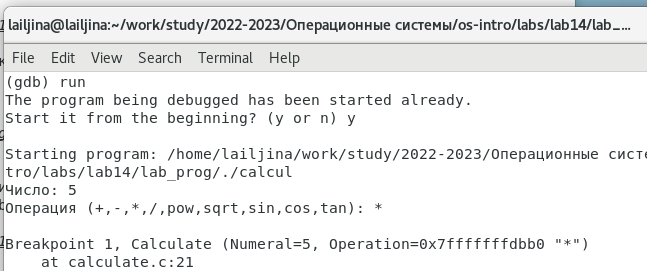 lailjina@lailjina:~/work/study/2022-2023/Операционные системы/os-intro/labs/lab14/lab_...
File Edit View Search Terminal Help
(gdb) run
The program being debugged has been started already.
Start it from the beginning? (y or n) y
Starting program: /home/lailjina/work/study/2022-2023/Операционные сист
tro/labs/lab14/lab_prog/./calcul
Число: 5
Операция (+,-,*,/,pow,sqrt,sin,cos,tan): *
Breakpoint 1, Calculate (Numeral=5, Operation=0x7fffffffdbb0 "*")
at calculate.c:21